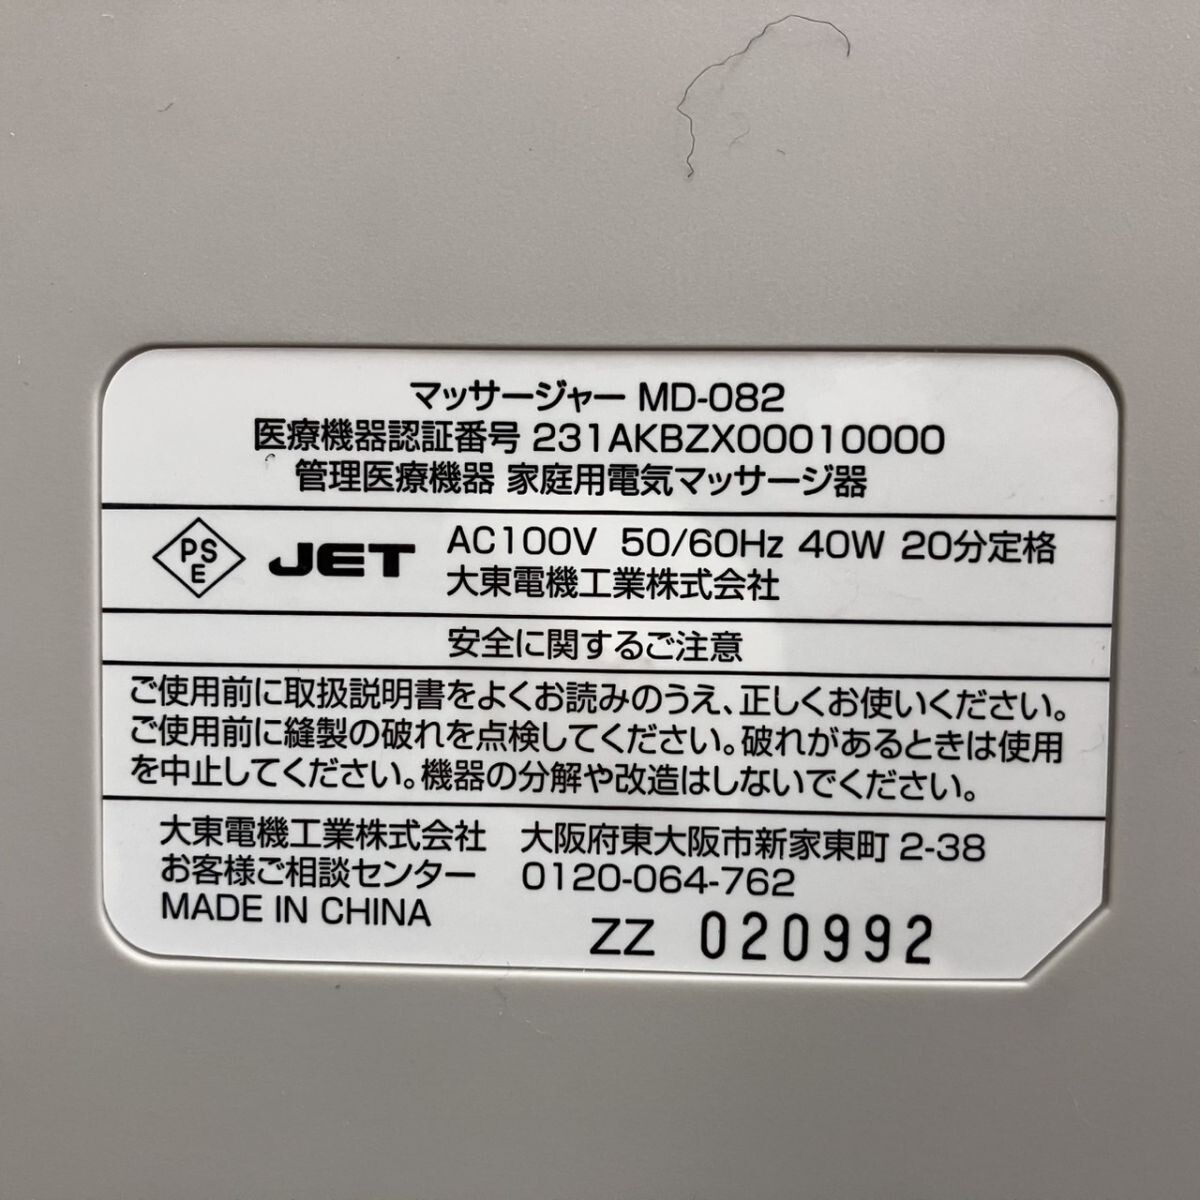 マッサージャー MD-082
医療機器認証番号 231AKBZX00010000
管理医療機器 家庭用電気マッサージ器
PSE JET AC100V 50/60Hz 40W 20分定格
大東電機工業株式会社
安全に関するご注意
ご使用前に取扱説明書をよくお読みのうえ、正しくお使いください。
ご使用前に縫製の破れを点検してください。破れがあるときは使用
を中止してください。機器の分解や改造はしないでください。
大東電機工業株式会社 大阪府東大阪市新家東町 2-38
お客様ご相談センター 0120-064-762
MADE IN CHINA
ZZ 020992